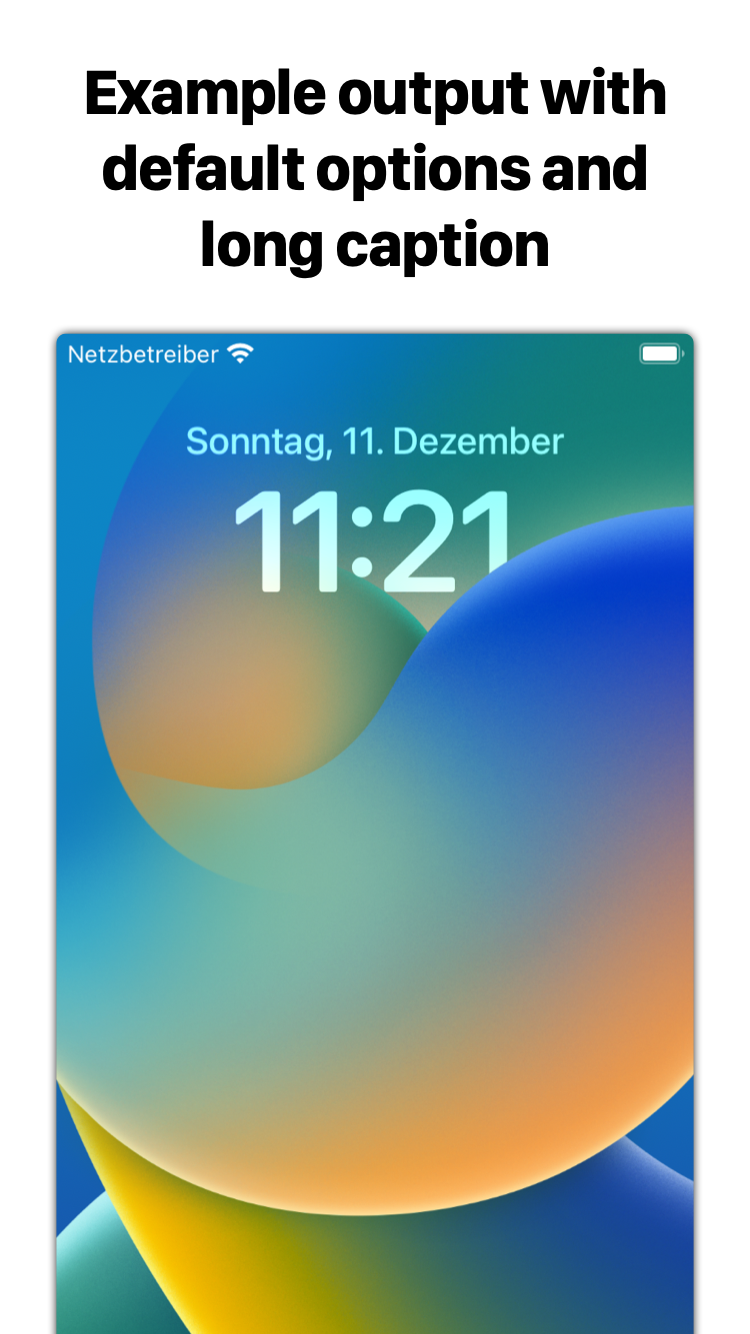 Example output with
default options and
long caption
Netzbetreiber
Sonntag, 11. Dezember
11:21